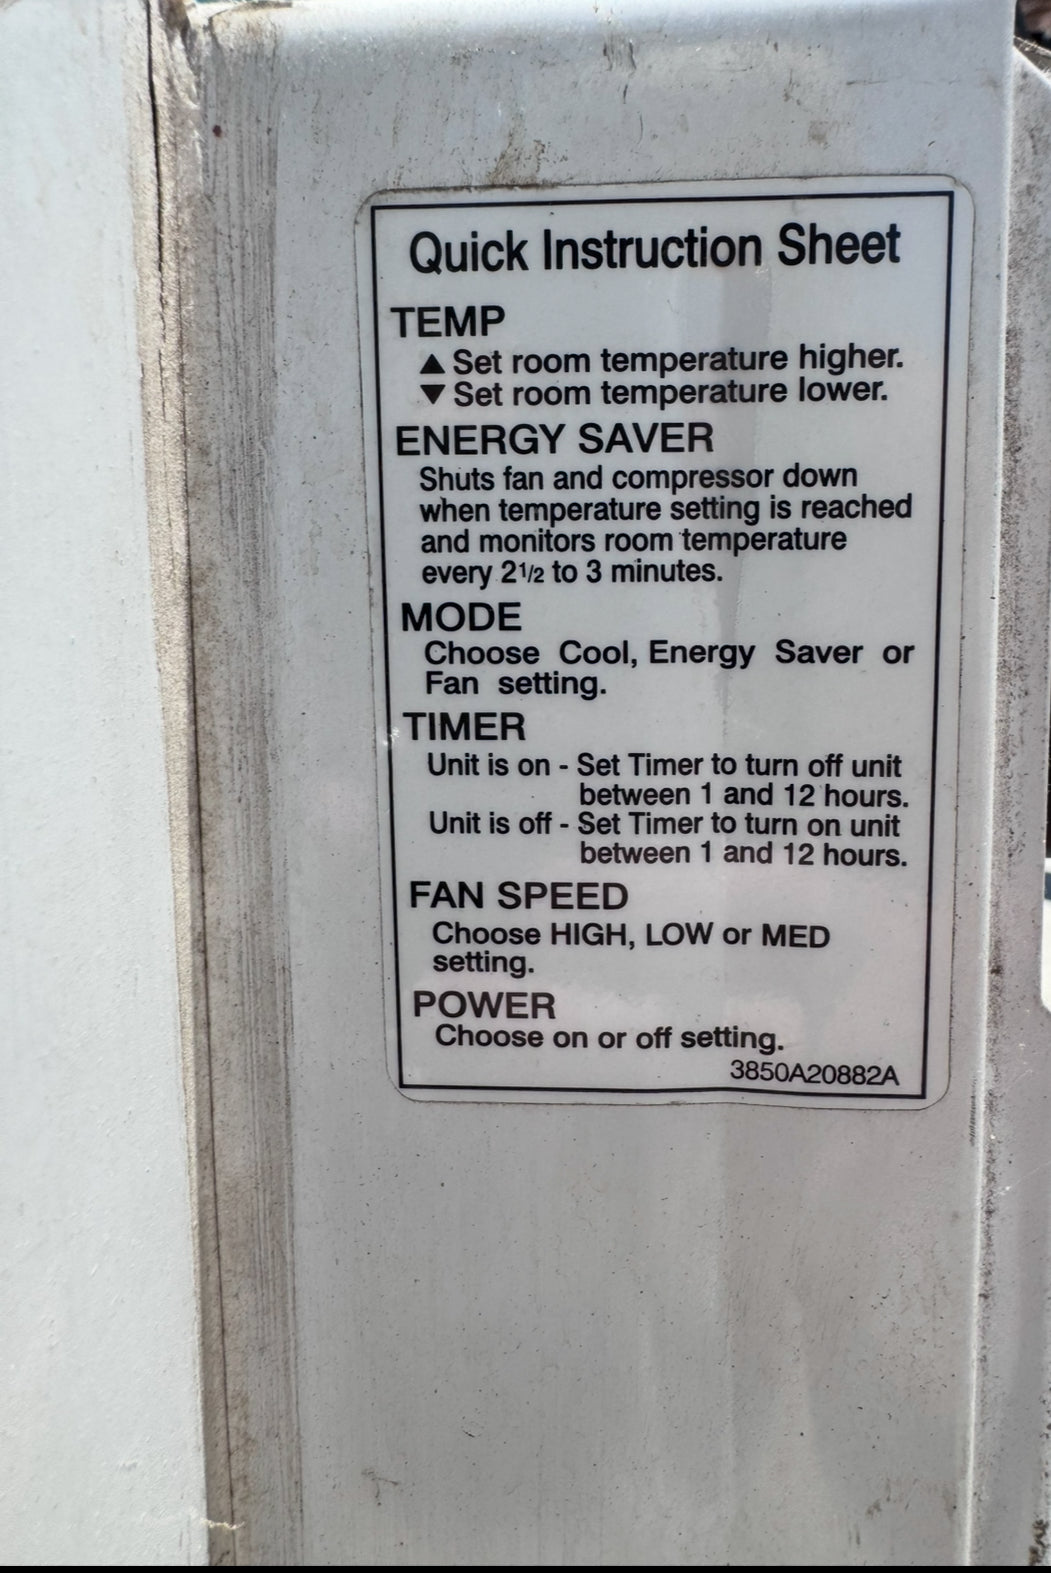 Quick Instruction Sheet
TEMP
▲ Set room temperature higher.
▼ Set room temperature lower.
ENERGY SAVER
Shuts fan and compressor down
when temperature setting is reached
and monitors room temperature
every 2 1/2 to 3 minutes.
MODE
Choose Cool, Energy Saver or
Fan setting.
TIMER
Unit is on - Set Timer to turn off unit
between 1 and 12 hours.
Unit is off - Set Timer to turn on unit
between 1 and 12 hours.
FAN SPEED
Choose HIGH, LOW or MED
setting.
POWER
Choose on or off setting.
3850A20882A